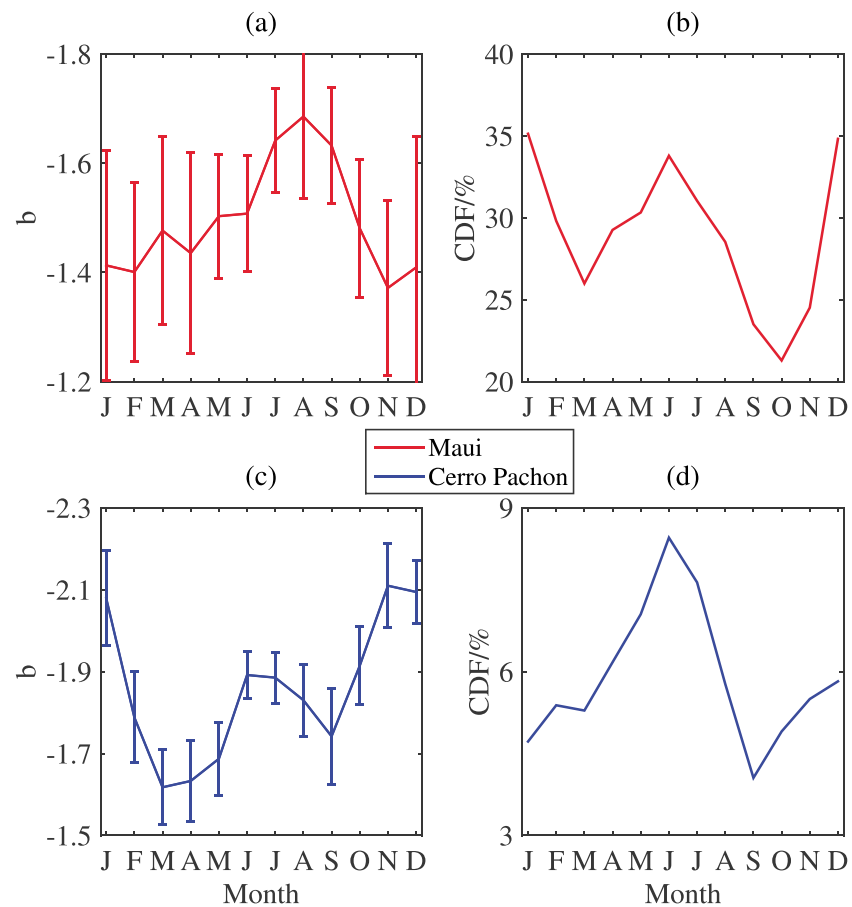 (a)
-1.8
-1.6
-1.4
-1.2
b
J F M A M J J A S O N D
(b)
40
35
30
25
20
CDF/%
J F M A M J J A S O N D
Maui
Cerro Pachon
(c)
-2.3
-2.1
-1.9
-1.7
-1.5
b
J F M A M J J A S O N D
Month
(d)
9
6
3
CDF/%
J F M A M J J A S O N D
Month